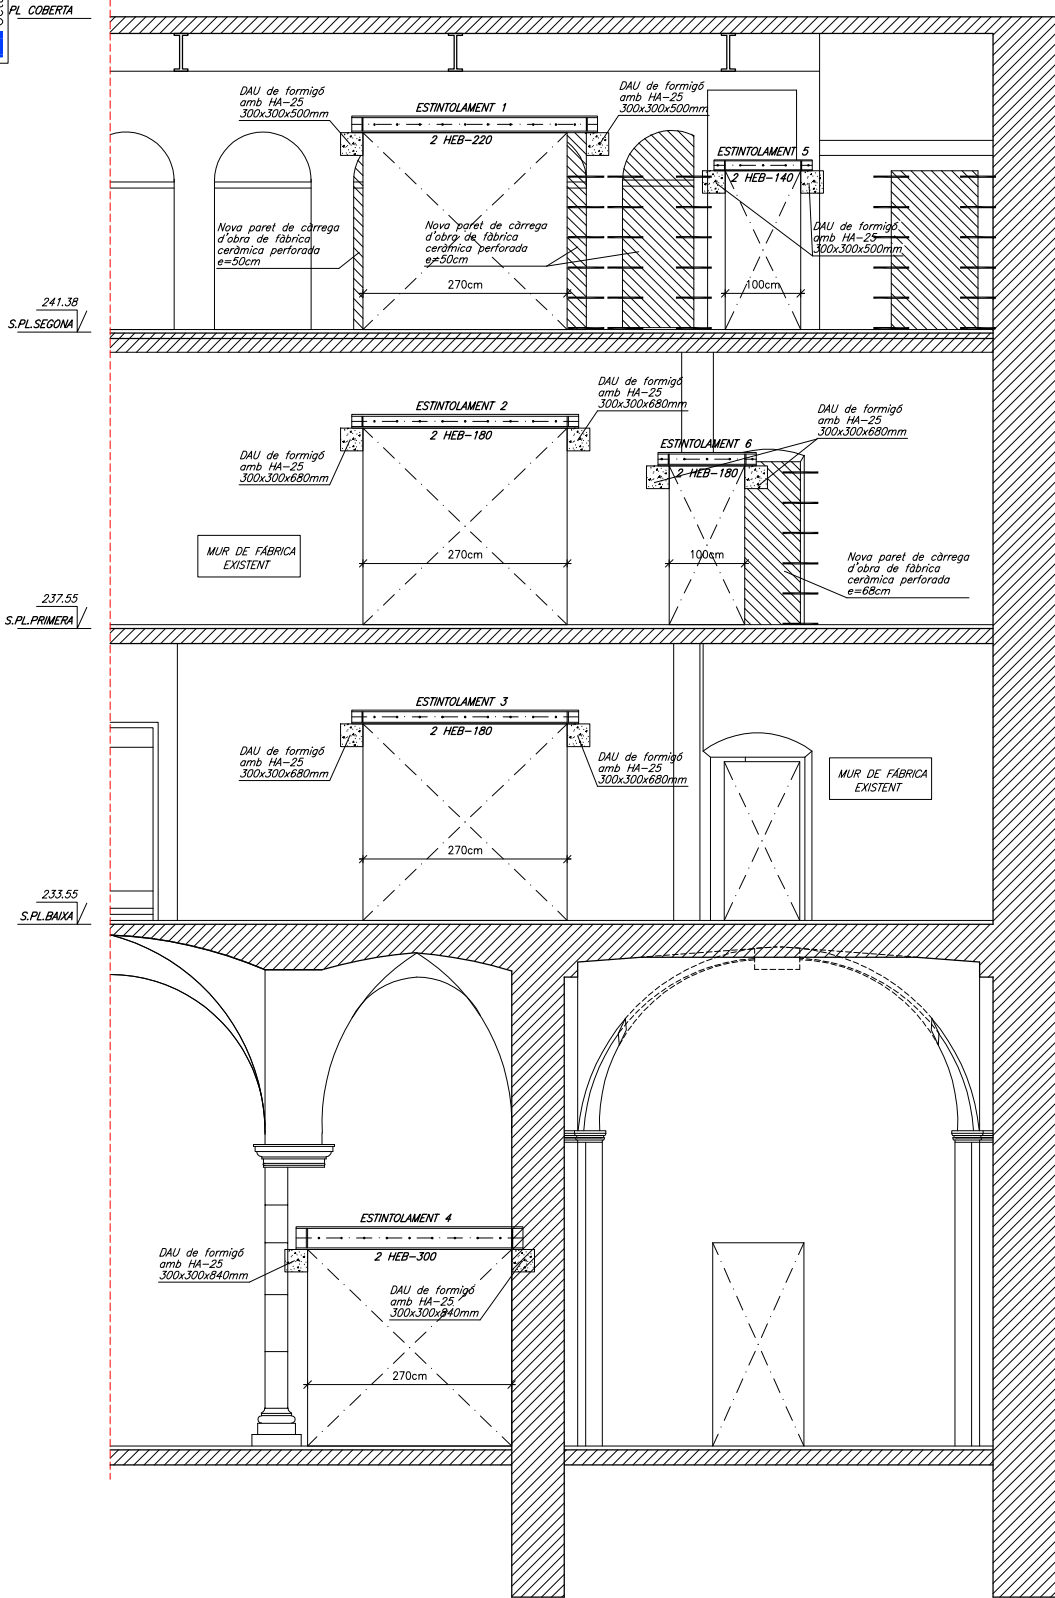 PL COBERTA
DAU de formigó
amb HA-25
300x300x500mm
ESTINTOLAMENT 1
2 HEB-220
DAU de formigó
amb HA-25
300x300x500mm
ESTINTOLAMENT 5
2 HEB-140
Nova paret de càrrega
d'obra de fàbrica
ceràmica perforada
e=50cm
Nova paret de càrrega
d'obra de fàbrica
ceràmica perforada
e=50cm
DAU de formigó
amb HA-25
300x300x500mm
270cm
100cm
241.38
S.PL.SEGONA
DAU de formigó
amb HA-25
300x300x680mm
ESTINTOLAMENT 2
2 HEB-180
DAU de formigó
amb HA-25
300x300x680mm
DAU de formigó
amb HA-25
300x300x680mm
ESTINTOLAMENT 6
2 HEB-180
MUR DE FÁBRICA
EXISTENT
270cm
100cm
Nova paret de càrrega
d'obra de fàbrica
ceràmica perforada
e=68cm
237.55
S.PL.PRIMERA
ESTINTOLAMENT 3
2 HEB-180
DAU de formigó
amb HA-25
300x300x680mm
DAU de formigó
amb HA-25
300x300x680mm
MUR DE FÁBRICA
EXISTENT
270cm
233.55
S.PL.BAIXA
ESTINTOLAMENT 4
2 HEB-300
DAU de formigó
amb HA-25
300x300x840mm
DAU de formigó
amb HA-25
300x300x840mm
270cm